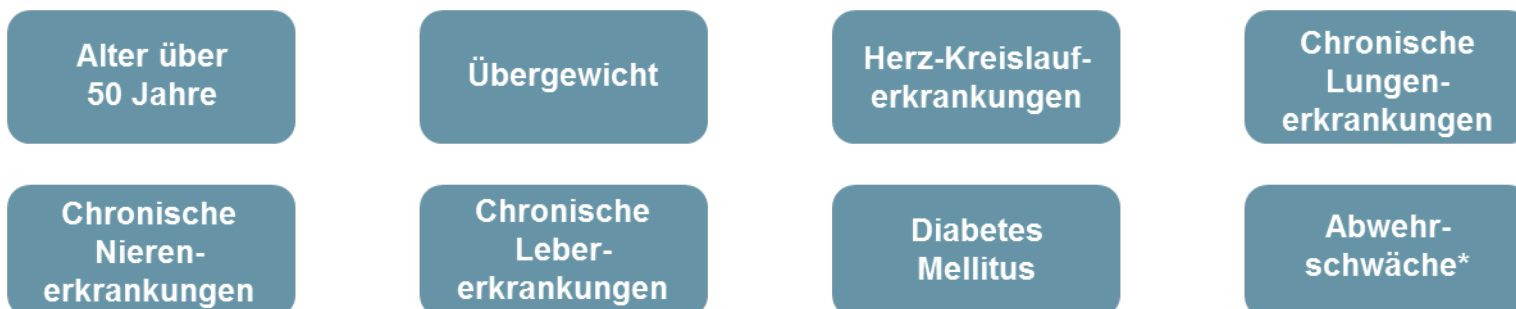 Alter über
50 Jahre
Übergewicht
Herz-Kreislauf-
erkrankungen
Chronische
Lungen-
erkrankungen
Chronische
Nieren-
erkrankungen
Chronische
Leber-
erkrankungen
Diabetes
Mellitus
Abwehr-
schwäche*